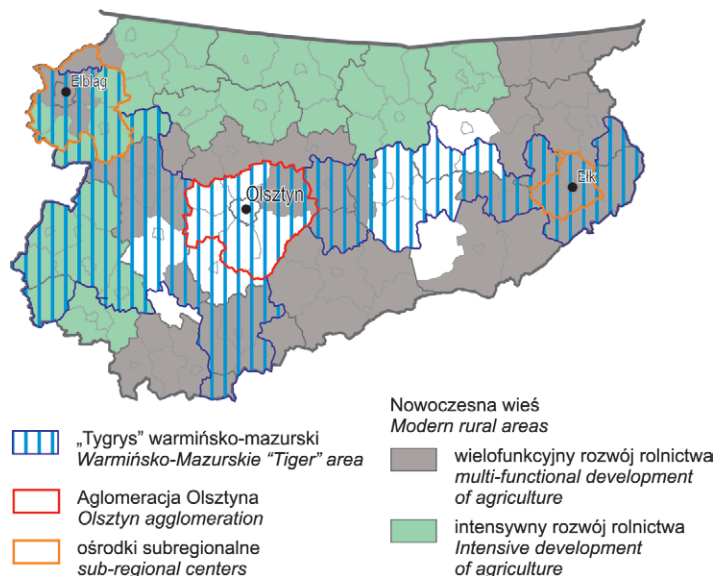 Elbląg
Olsztyn
Ełk
„Tygrys” warmińsko-mazurski
Warmińsko-Mazurskie “Tiger” area
Aglomeracja Olsztyna
Olsztyn agglomeration
ośrodki subregionalne
sub-regional centers
Nowoczesna wieś
Modern rural areas
wielofunkcyjny rozwój rolnictwa
multi-functional development
of agriculture
intensywny rozwój rolnictwa
Intensive development
of agriculture